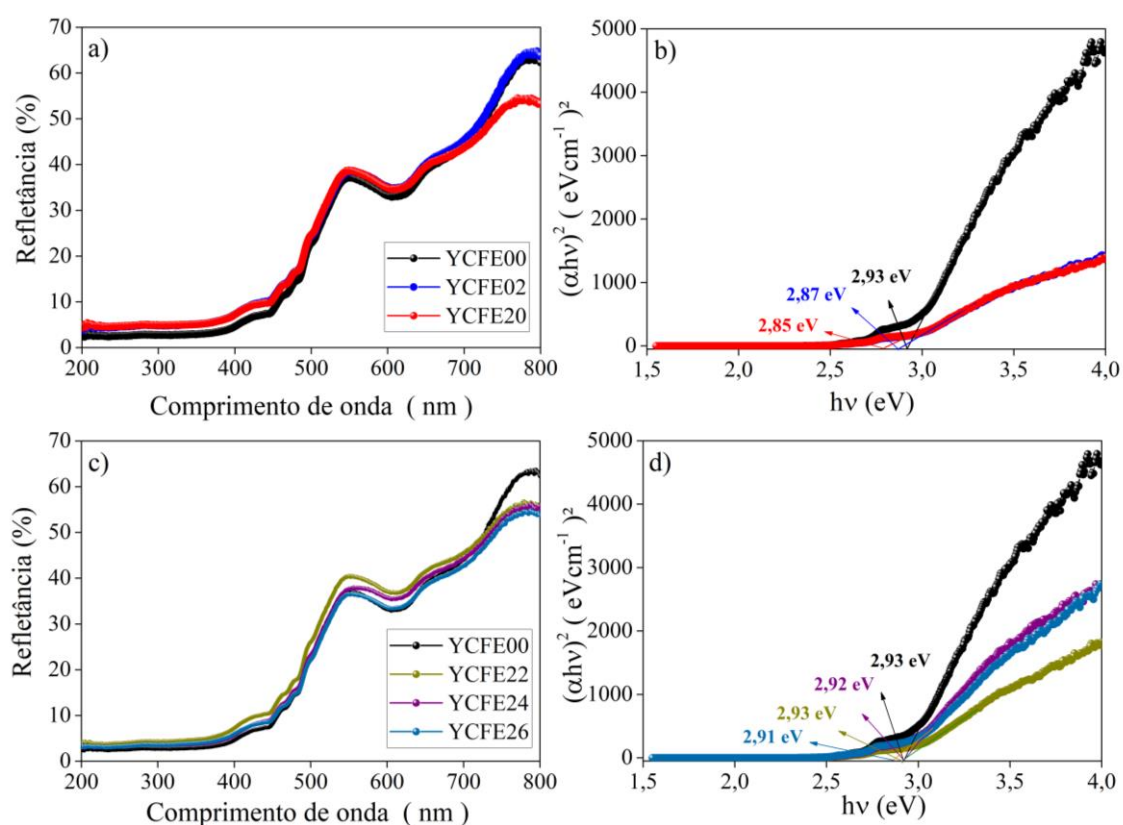 a)
Refletância (%)
70
60
50
40
30
20
10
0
YCFE00
YCFE02
YCFE20
200 300 400 500 600 700 800
Comprimento de onda ( nm )
b)
(αhν)² ( eVcm⁻¹ )²
5000
4000
3000
2000
1000
0
2,93 eV
2,87 eV
2,85 eV
1,5 2,0 2,5 3,0 3,5 4,0
hν (eV)
c)
Refletância (%)
70
60
50
40
30
20
10
0
YCFE00
YCFE22
YCFE24
YCFE26
200 300 400 500 600 700 800
Comprimento de onda ( nm )
d)
(αhν)² ( eVcm⁻¹ )²
5000
4000
3000
2000
1000
0
2,93 eV
2,92 eV
2,93 eV
2,91 eV
1,5 2,0 2,5 3,0 3,5 4,0
hν (eV)